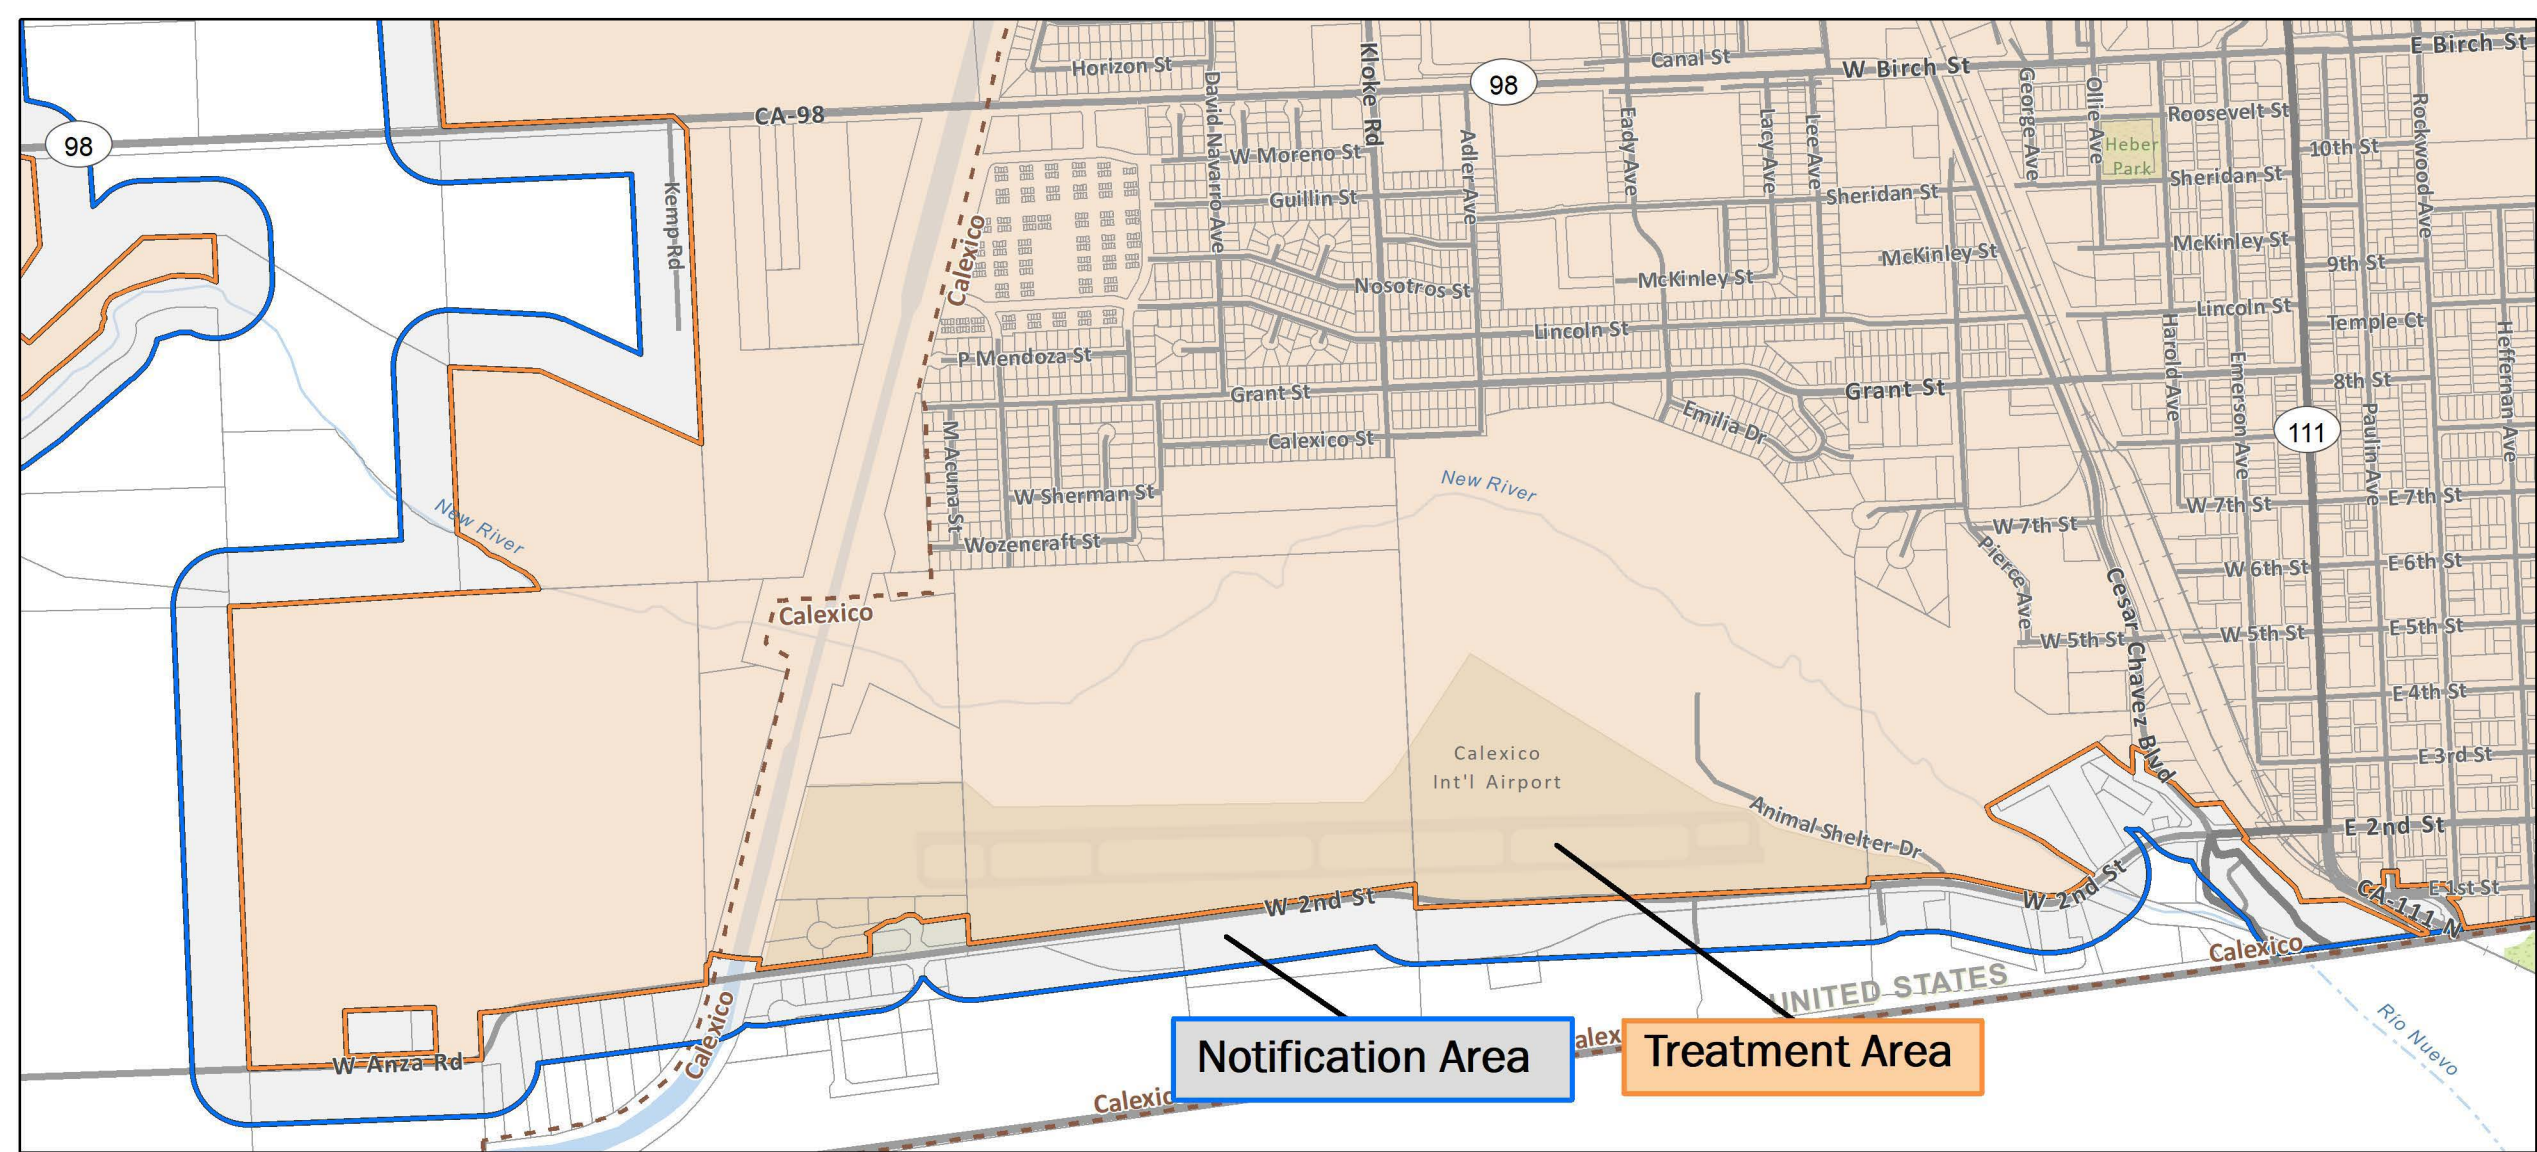 E Birch St
Canal St
W Birch St
Horizon St
Kloke Rd
98
CA-98
98
David Navarro Ave
George Ave
Ollie Ave
Roosevelt St
Rockwood Ave
Heber
Park
10th St
Eady Ave
Lacy Ave
Lee Ave
Adler Ave
W Moreno St
Guillin St
Sheridan St
Sheridan St
Kemp Rd
Calexico
McKinley St
McKinley St
McKinley St
9th St
Nosotros St
Lincoln St
Lincoln St
Temple Ct
Harold Ave
Emerson Ave
Heffernan Ave
P Mendoza St
Grant St
Grant St
8th St
Paulin Ave
Emilia Dr
111
Calexico St
M Acuna St
W Sherman St
New River
New River
W 7th St
E 7th St
W 7th St
Wozencraft St
Pierce Ave
W 6th St
E 6th St
Cesar Chavez Blvd
Calexico
W 5th St
W 5th St
E 5th St
E 4th St
Calexico
Int'l Airport
E 3rd St
Animal Shelter Dr
E 2nd St
W 2nd St
W 2nd St
E 1st St
CA-111 N
Calexico
UNITED STATES
Calexico
W Anza Rd
Río Nuevo
Notification Area
Treatment Area
alex
Calexic